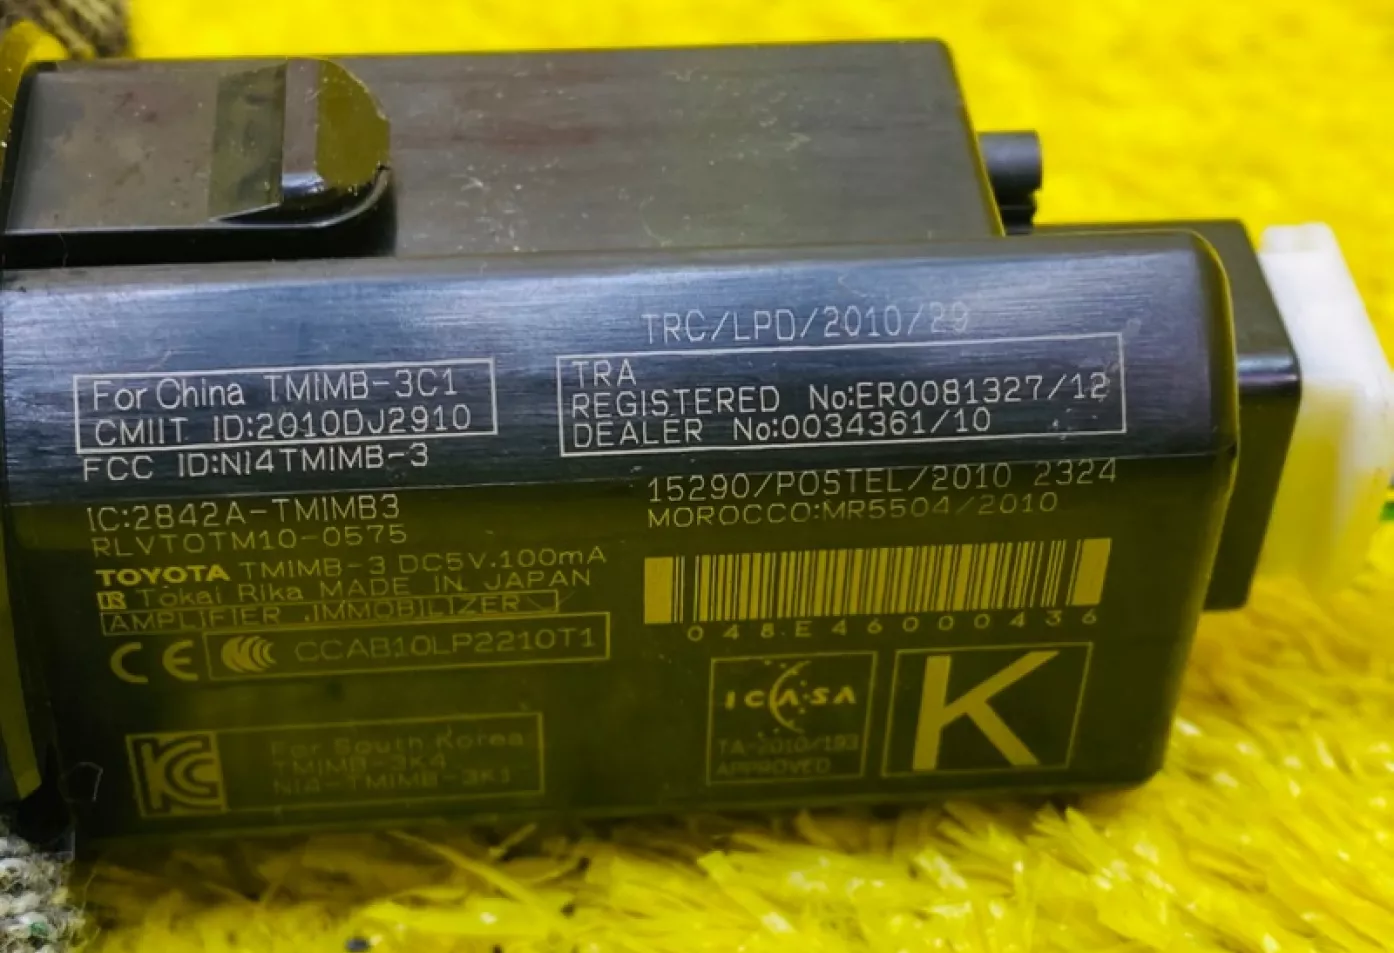 TRC/LPD/2010/29
For China TMIMB-3C1
CMIIT ID:2010DJ2910
TRA
REGISTERED No:ER0081327/12
DEALER No:0034361/10
FCC ID:NI4TMIMB-3
IC:2842A-TMIMB3
RLVTOTM10-0575
15290/POSTEL/2010 2324
MOROCCO:MR5504/2010
TOYOTA TMIMB-3 DC5V.100mA
Tokai Rika MADE IN JAPAN
AMPLIFIER ,IMMOBILIZER
CE CCC CCAB10LP2210T1
048E46000436
ICASA
TA-2010/193
APPROVED
K
KC
For South Korea
TMIMB-3K4
NIA-TMIMB-3K1